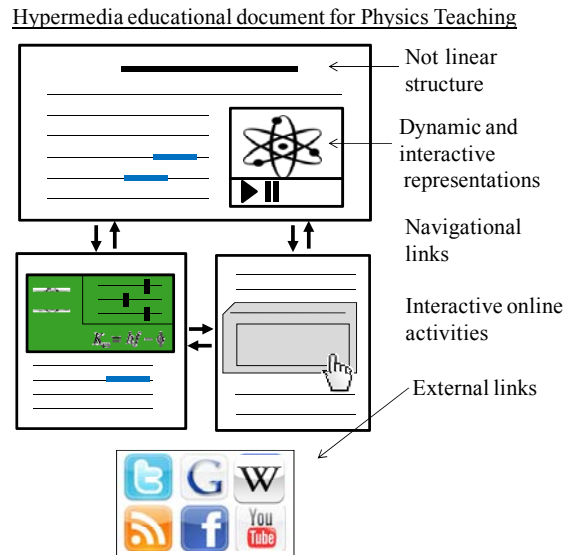 Hypermedia educational document for Physics Teaching
Not linear
structure
Dynamic and
interactive
representations
Navigational
links
Interactive online
activities
External links
G
W
f
You
Tube